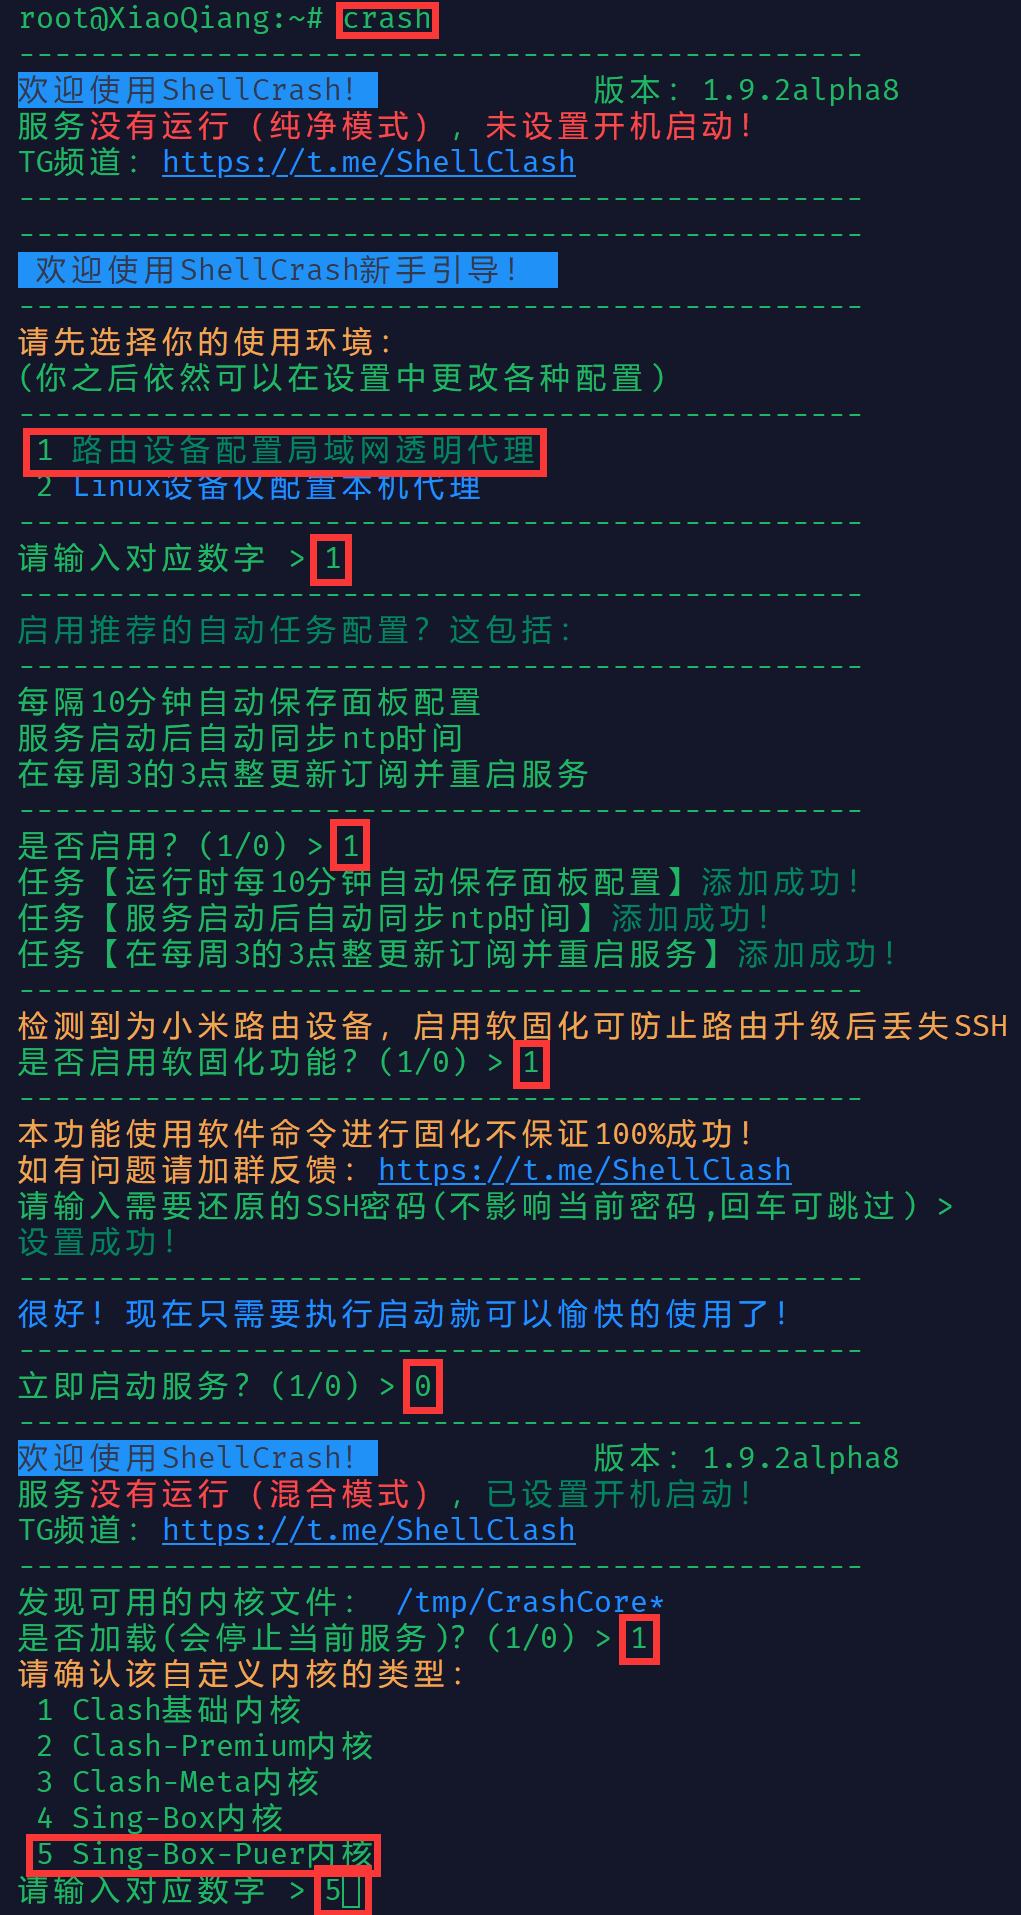 root@XiaoQiang:~# crash
-----------------------------------------------
欢迎使用ShellCrash！ 版本：1.9.2alpha8
服务没有运行（纯净模式），未设置开机启动！
TG频道：https://t.me/ShellClash
-----------------------------------------------
-----------------------------------------------
欢迎使用ShellCrash新手引导！
-----------------------------------------------
请先选择你的使用环境：
(你之后依然可以在设置中更改各种配置)
-----------------------------------------------
1 路由设备配置局域网透明代理
2 Linux设备仅配置本机代理
-----------------------------------------------
请输入对应数字 > 1
-----------------------------------------------
启用推荐的自动任务配置？这包括：
-----------------------------------------------
每隔10分钟自动保存面板配置
服务启动后自动同步ntp时间
在每周3的3点整更新订阅并重启服务
-----------------------------------------------
是否启用？(1/0) > 1
任务【运行时每10分钟自动保存面板配置】添加成功！
任务【服务启动后自动同步ntp时间】添加成功！
任务【在每周3的3点整更新订阅并重启服务】添加成功！
-----------------------------------------------
检测到为小米路由设备，启用软固化可防止路由升级后丢失SSH
是否启用软固化功能？(1/0) > 1
-----------------------------------------------
本功能使用软件命令进行固化不保证100%成功！
如有问题请加群反馈：https://t.me/ShellClash
请输入需要还原的SSH密码(不影响当前密码,回车可跳过) >
设置成功！
-----------------------------------------------
很好！现在只需要执行启动就可以愉快的使用了！
-----------------------------------------------
立即启动服务？(1/0) > 0
-----------------------------------------------
欢迎使用ShellCrash！ 版本：1.9.2alpha8
服务没有运行（混合模式），已设置开机启动！
TG频道：https://t.me/ShellClash
-----------------------------------------------
发现可用的内核文件： /tmp/CrashCore*
是否加载(会停止当前服务)？(1/0) > 1
请确认该自定义内核的类型：
1 Clash基础内核
2 Clash-Premium内核
3 Clash-Meta内核
4 Sing-Box内核
5 Sing-Box-Puer内核
请输入对应数字 > 5